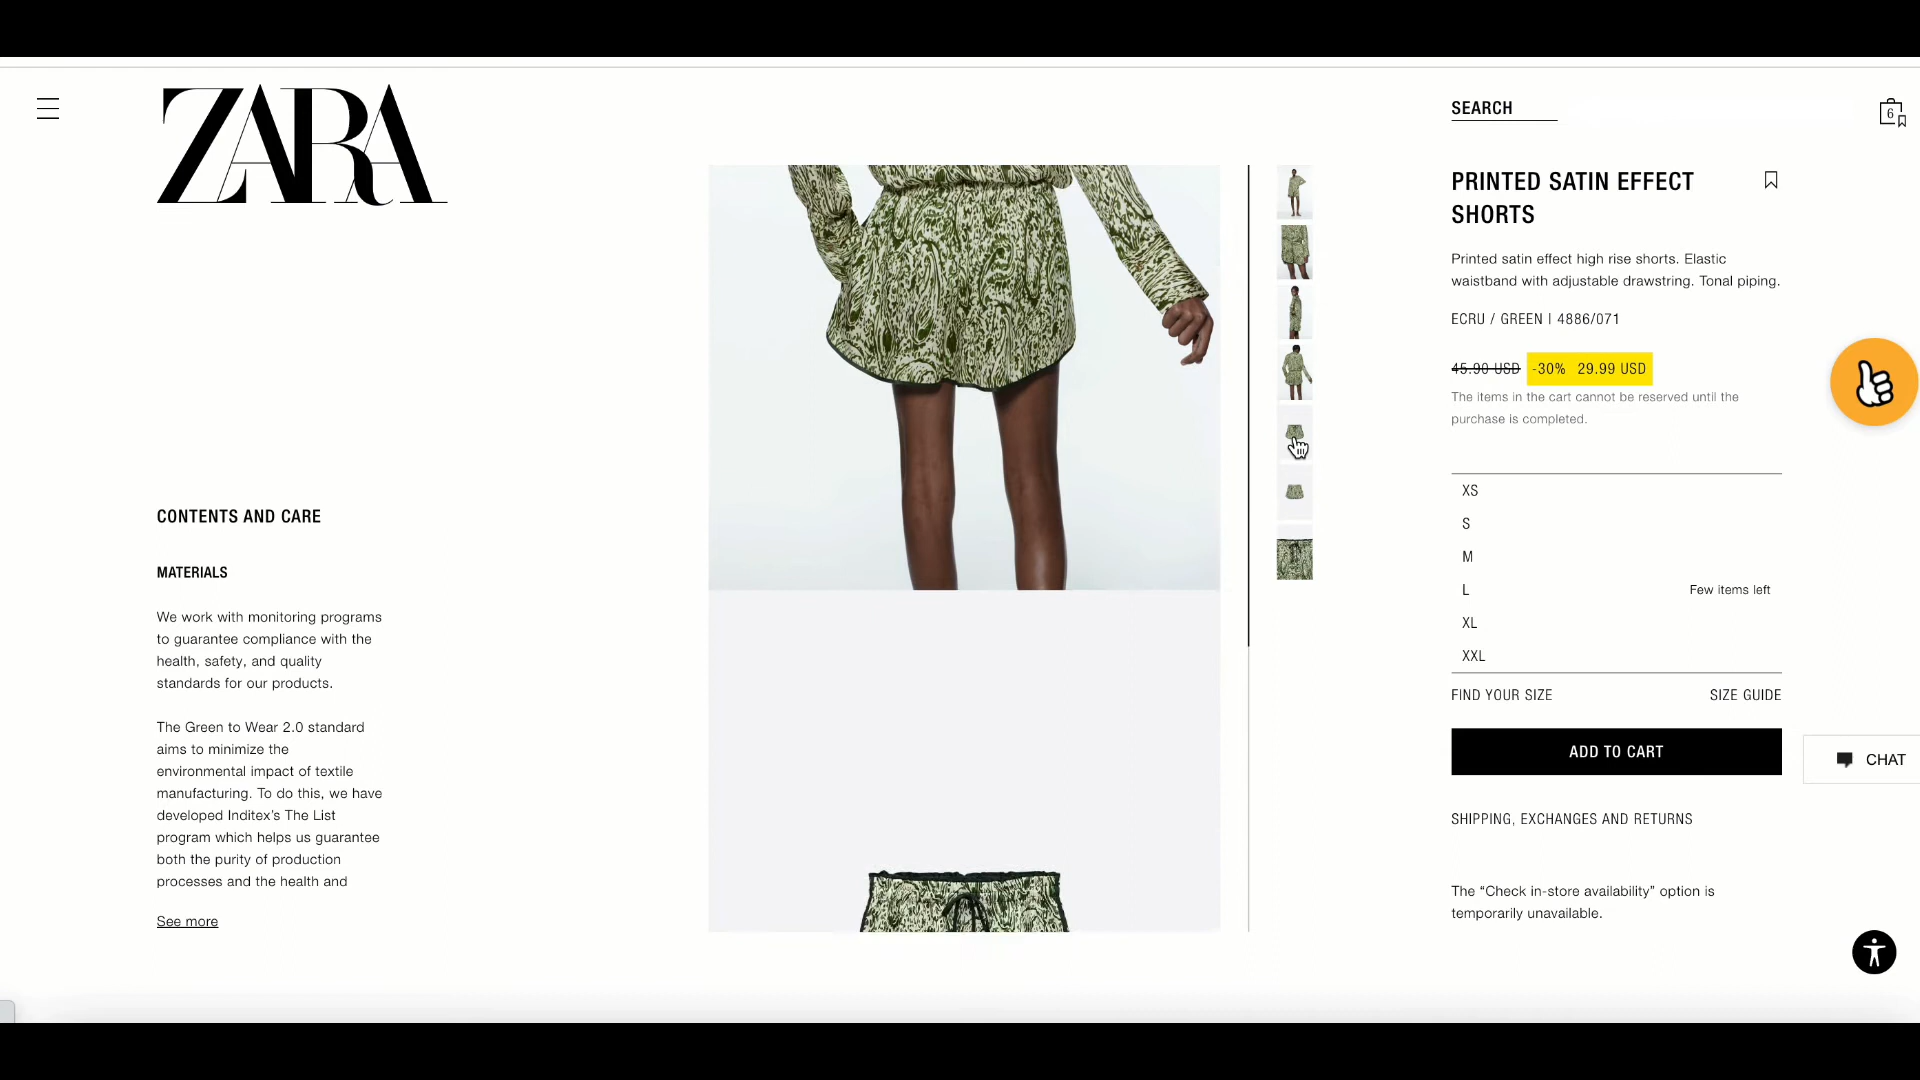 ZARA
SEARCH
6
PRINTED SATIN EFFECT
SHORTS
Printed satin effect high rise shorts. Elastic
waistband with adjustable drawstring. Tonal piping.
ECRU / GREEN | 4886/071
45.90 USD -30% 29.99 USD
The items in the cart cannot be reserved until the
purchase is completed.
XS
S
M
L Few items left
XL
XXL
FIND YOUR SIZE SIZE GUIDE
ADD TO CART
CHAT
SHIPPING, EXCHANGES AND RETURNS
The “Check in-store availability” option is
temporarily unavailable.
CONTENTS AND CARE
MATERIALS
We work with monitoring programs
to guarantee compliance with the
health, safety, and quality
standards for our products.
The Green to Wear 2.0 standard
aims to minimize the
environmental impact of textile
manufacturing. To do this, we have
developed Inditex’s The List
program which helps us guarantee
both the purity of production
processes and the health and
See more